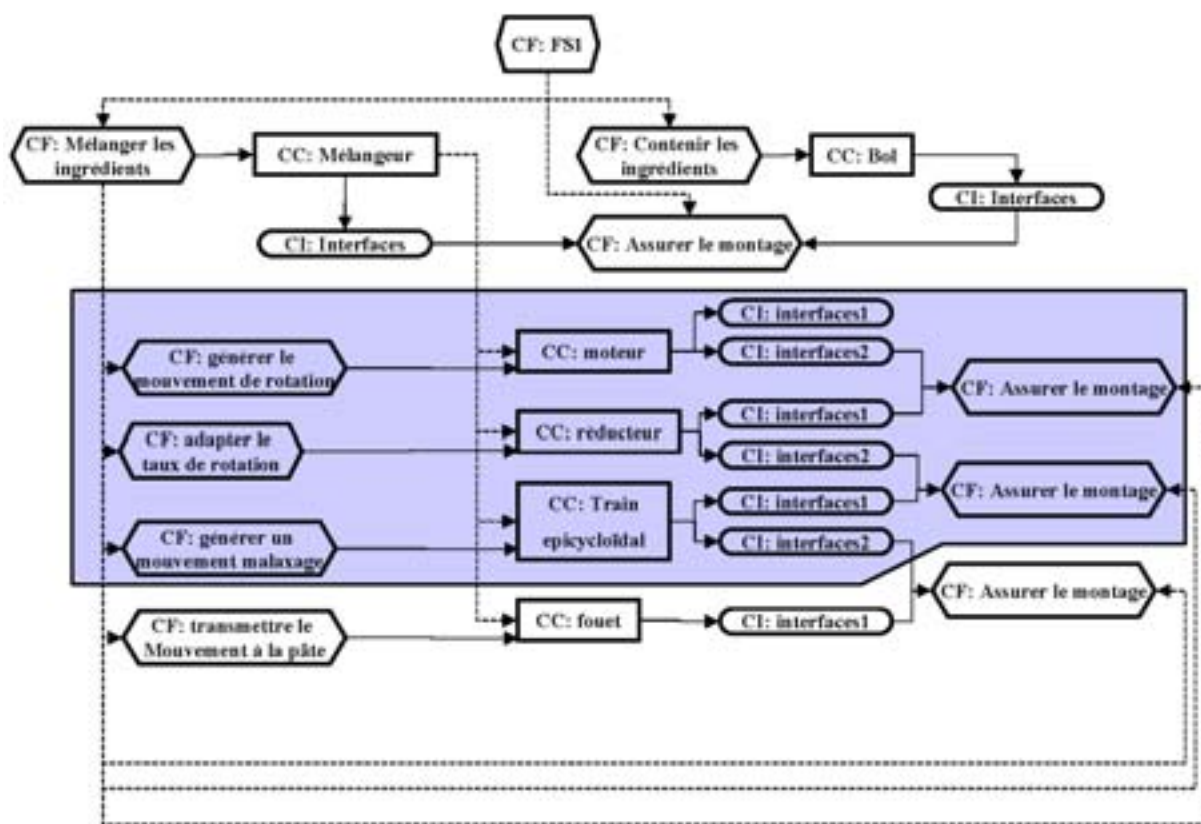 CF: FS1
CF: Mélanger les
ingrédients
CC: Mélangeur
CF: Contenir les
ingrédients
CC: Bol
CI: Interfaces
CI: Interfaces
CF: Assurer le montage
CI: interfaces1
CF: générer le
mouvement de rotation
CC: moteur
CI: interfaces2
CF: Assurer le montage
CI: interfaces1
CF: adapter le
taux de rotation
CC: réducteur
CI: interfaces2
CF: Assurer le montage
CI: interfaces1
CC: Train
epicycloïdal
CF: générer un
mouvement malaxage
CI: interfaces2
CF: Assurer le montage
CF: transmettre le
Mouvement à la pâte
CC: fouet
CI: interfaces1